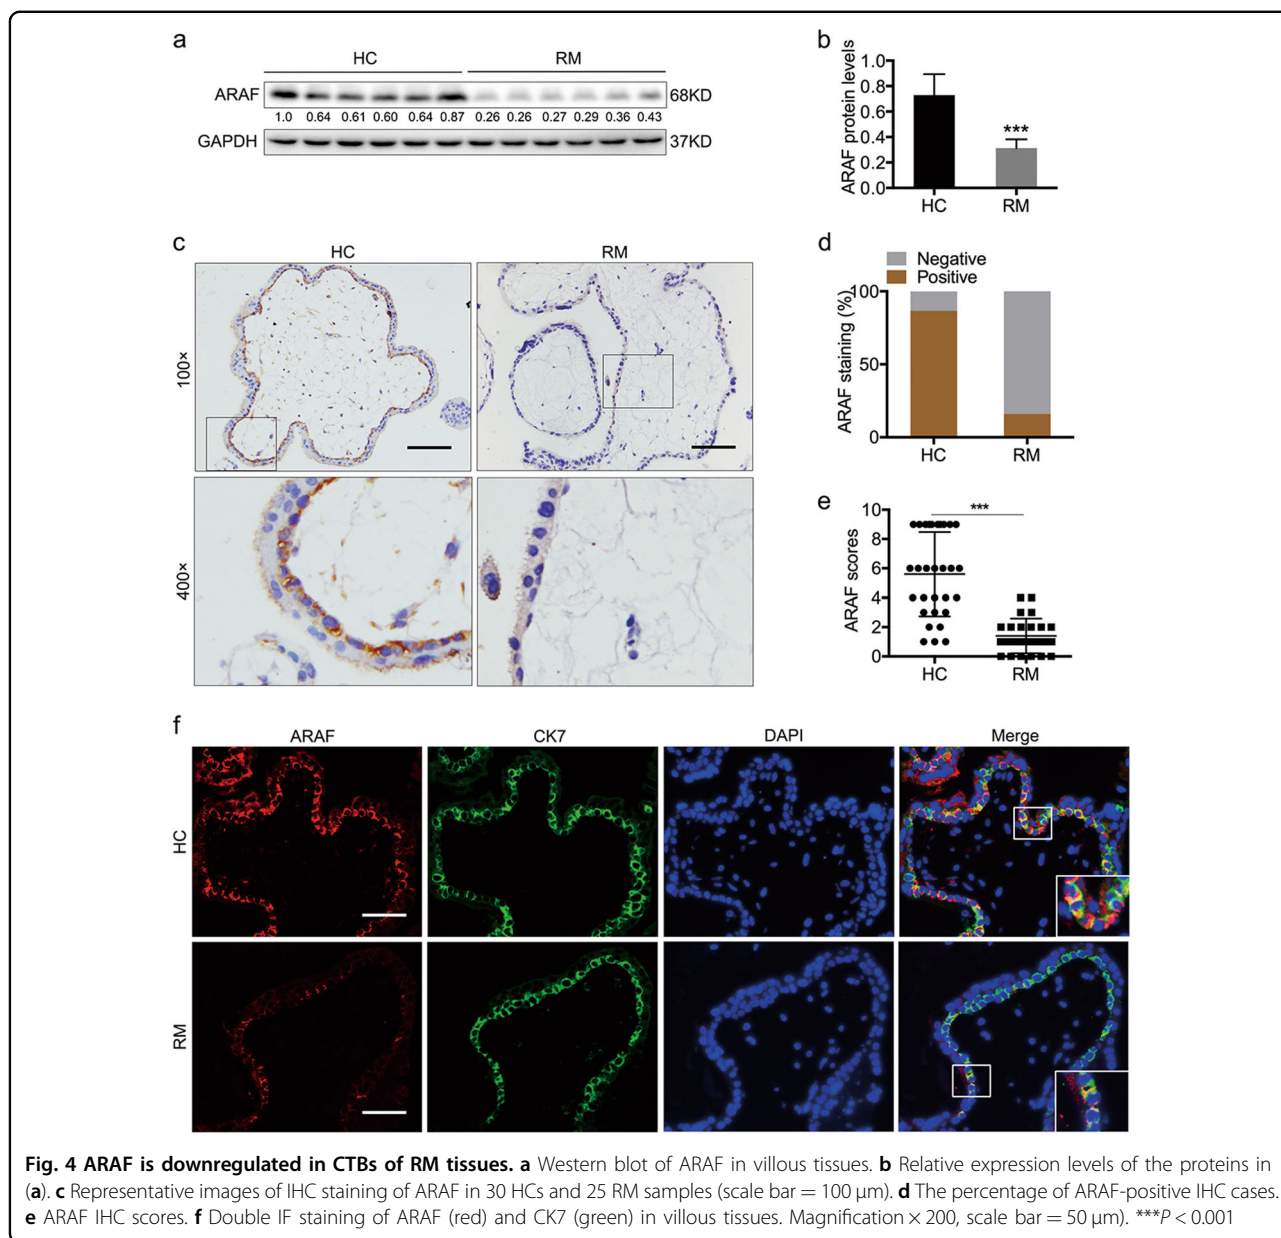 a
HC
RM
ARAF
68KD
1.0 0.64 0.61 0.60 0.64 0.87 0.26 0.26 0.27 0.29 0.36 0.43
GAPDH
37KD
b
ARAF protein levels
1.0
0.8
0.6
0.4
0.2
0.0
***
HC
RM
c
HC
RM
100×
400×
d
Negative
Positive
ARAF staining (%)
100
50
0
HC
RM
e
ARAF scores
10
8
6
4
2
0
***
HC
RM
f
ARAF
CK7
DAPI
Merge
HC
RM
Fig. 4 ARAF is downregulated in CTBs of RM tissues. a Western blot of ARAF in villous tissues. b Relative expression levels of the proteins in
(a). c Representative images of IHC staining of ARAF in 30 HCs and 25 RM samples (scale bar = 100 μm). d The percentage of ARAF-positive IHC cases.
e ARAF IHC scores. f Double IF staining of ARAF (red) and CK7 (green) in villous tissues. Magnification × 200, scale bar = 50 μm). ***P < 0.001